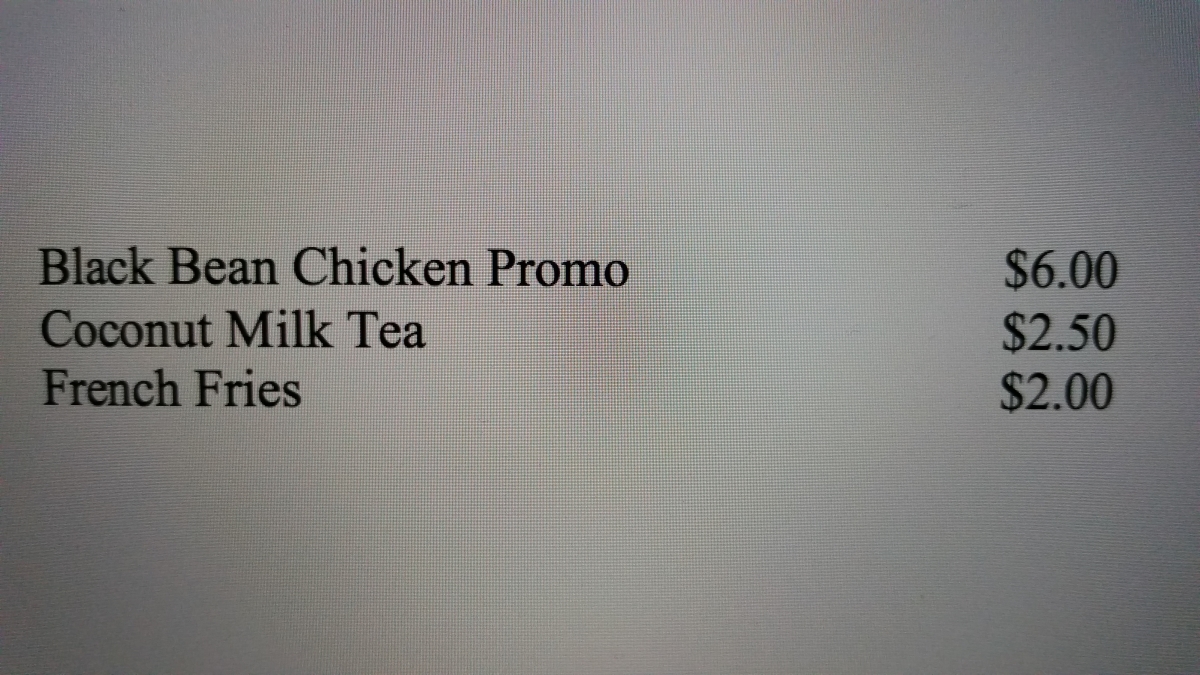 Black Bean Chicken Promo $6.00
Coconut Milk Tea $2.50
French Fries $2.00